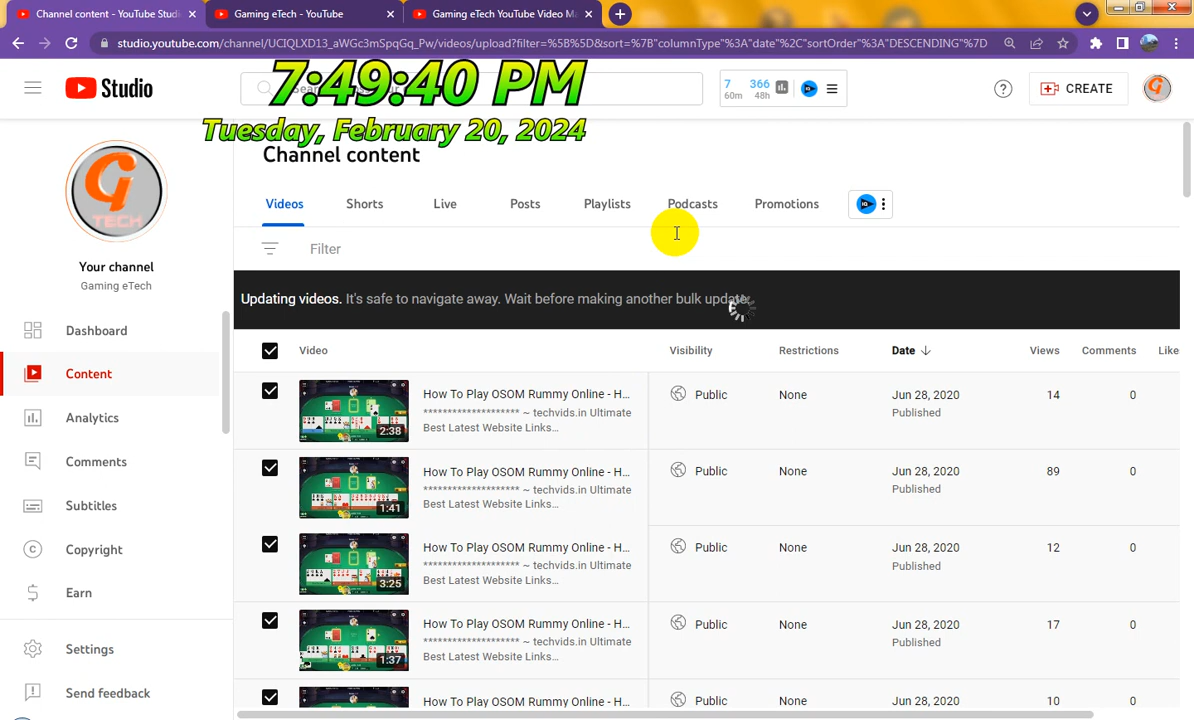 Channel content - YouTube Studi
Gaming eTech - YouTube
Gaming eTech YouTube Video Ma
studio.youtube.com/channel/UCIQLXD13_aWGc3mSpqGq_Pw/videos/upload?filter=%5B%5D&sort=%7B"columnType"%3A"date"%2C"sortOrder"%3A"DESCENDING"%7D
Studio
7:49:40 PM
7 366
60m 48h
CREATE
Tuesday, February 20, 2024
G TECH
Your channel
Gaming eTech
Dashboard
Content
Analytics
Comments
Subtitles
Copyright
Earn
Settings
Send feedback
Channel content
Videos Shorts Live Posts Playlists Podcasts Promotions
Filter
Updating videos. It's safe to navigate away. Wait before making another bulk update.
Video Visibility Restrictions Date Views Comments Like
How To Play OSOM Rummy Online - H... Public None Jun 28, 2020 14 0
******************** ~ techvids.in Ultimate Published
Best Latest Website Links...
2:38
How To Play OSOM Rummy Online - H... Public None Jun 28, 2020 89 0
******************** ~ techvids.in Ultimate Published
Best Latest Website Links...
1:41
How To Play OSOM Rummy Online - H... Public None Jun 28, 2020 12 0
******************** ~ techvids.in Ultimate Published
Best Latest Website Links...
3:25
How To Play OSOM Rummy Online - H... Public None Jun 28, 2020 17 0
******************** ~ techvids.in Ultimate Published
Best Latest Website Links...
1:37
How To Play OSOM Rummy Online - H... Public None Jun 28, 2020 10 0